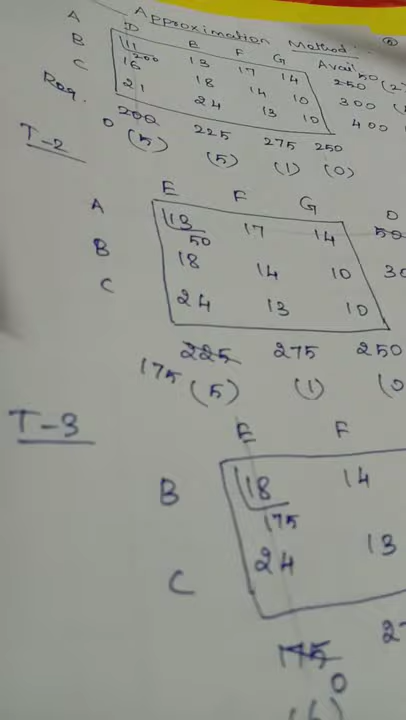 Approximation Method
D E F G Avail
A 11 13 17 14 250 50
200
B 16 18 14 10 300
C 21 24 13 10 400
Req. 200 225 275 250
0 (5) (5) (1) (0)
T-2
E F G
A 13 17 14 50
50
B 18 14 10
C 24 13 10
225 275 250
175 (5) (1)
T-3
E F
B 18 14
175
C 24 13
175
0